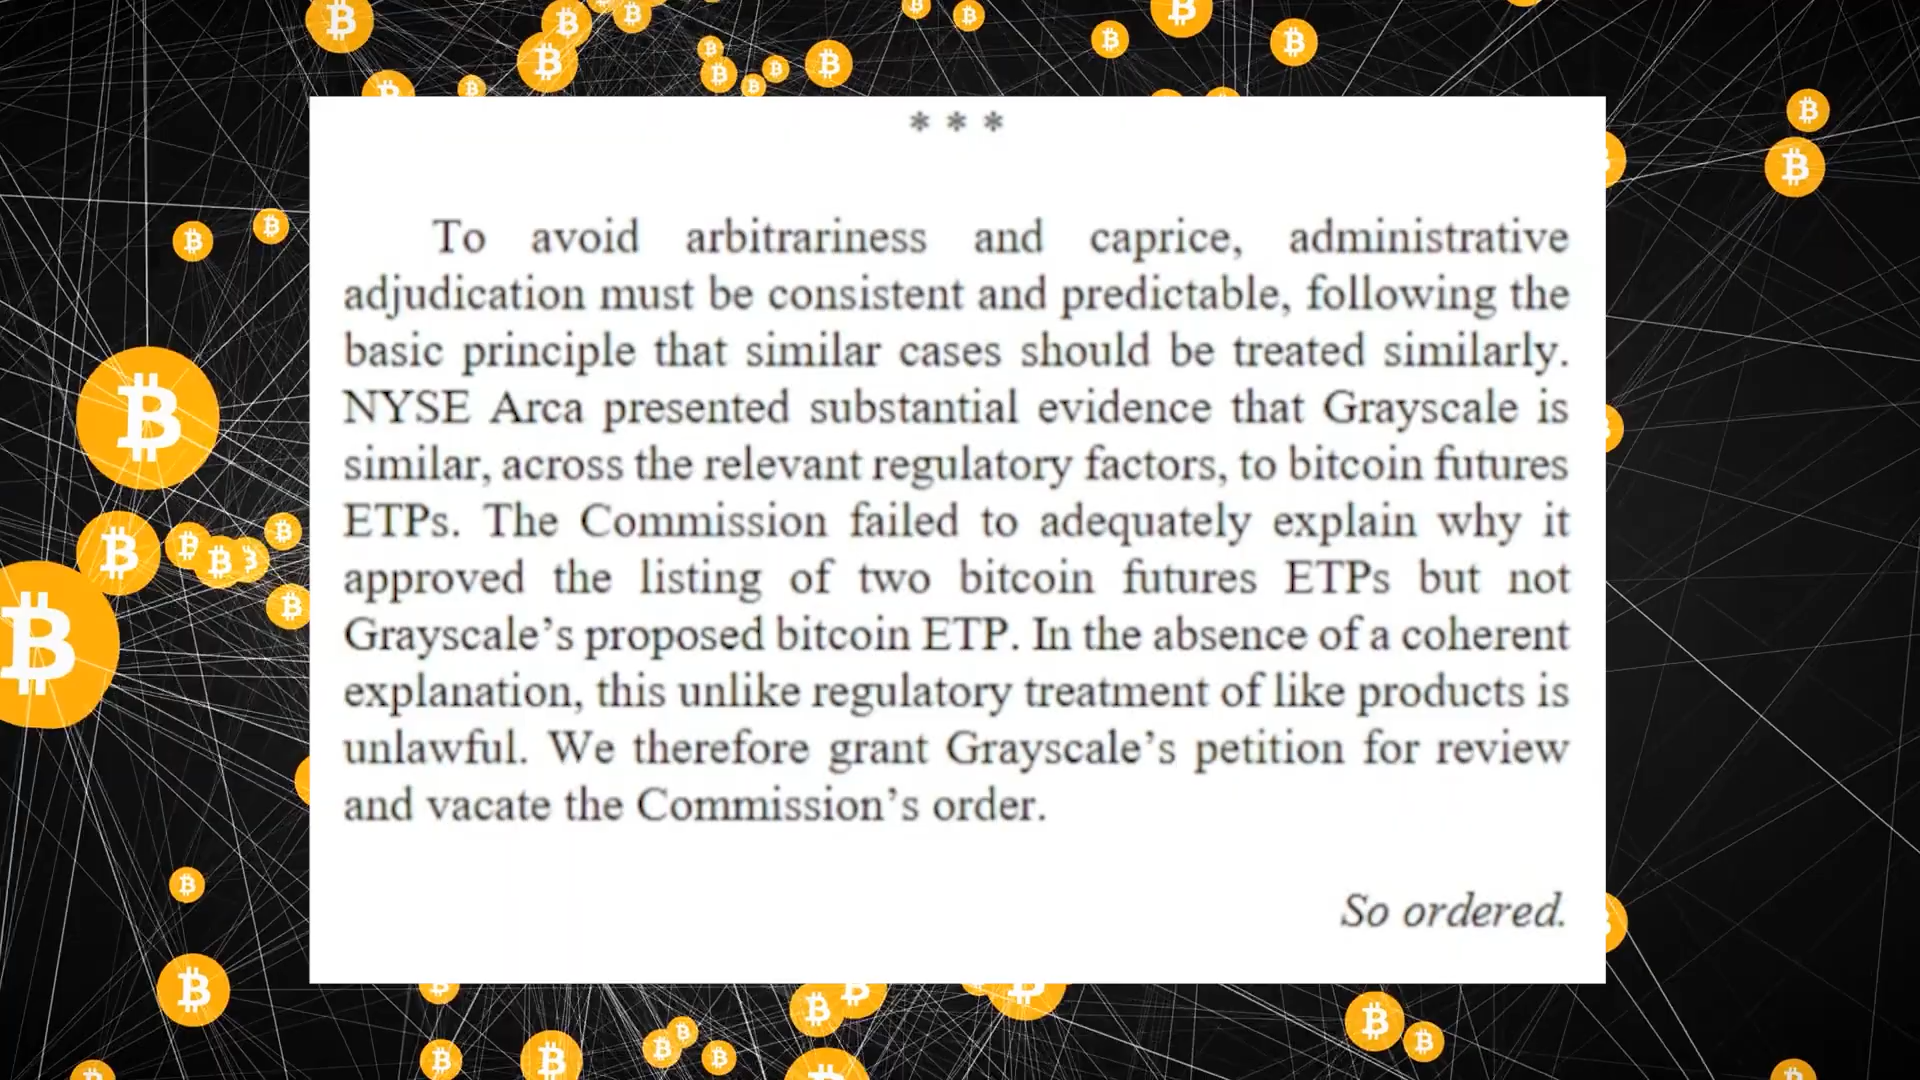 * * *
To avoid arbitrariness and caprice, administrative
adjudication must be consistent and predictable, following the
basic principle that similar cases should be treated similarly.
NYSE Arca presented substantial evidence that Grayscale is
similar, across the relevant regulatory factors, to bitcoin futures
ETPs. The Commission failed to adequately explain why it
approved the listing of two bitcoin futures ETPs but not
Grayscale’s proposed bitcoin ETP. In the absence of a coherent
explanation, this unlike regulatory treatment of like products is
unlawful. We therefore grant Grayscale’s petition for review
and vacate the Commission’s order.
So ordered.